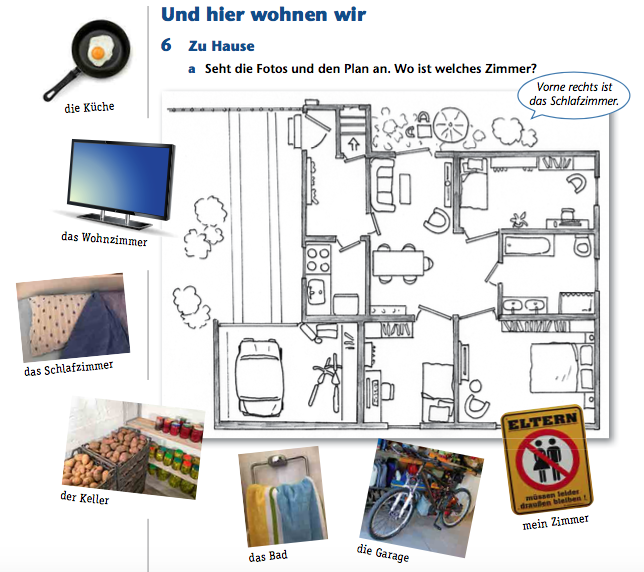 Und hier wohnen wir
6 Zu Hause
a Seht die Fotos und den Plan an. Wo ist welches Zimmer?
Vorne rechts ist
das Schlafzimmer.
die Küche
das Wohnzimmer
das Schlafzimmer
der Keller
das Bad
die Garage
ELTERN
müssen leider
draußen bleiben!
mein Zimmer